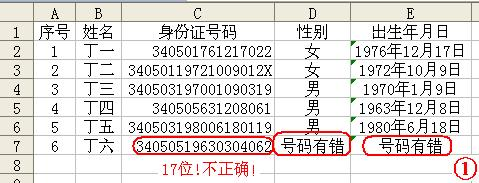 A B C D E
1 序号 姓名 身份证号码 性别 出生年月日
2 1 丁一 340501761217022 女 1976年12月17日
3 2 丁二 34050119721009012X 女 1972年10月9日
4 3 丁三 340503197001090319 男 1970年1月9日
5 4 丁四 340505631208061 男 1963年12月8日
6 5 丁五 340503198006180119 男 1980年6月18日
7 6 丁六 34050519630304062 号码有错 号码有错
8 17位!不正确! ①